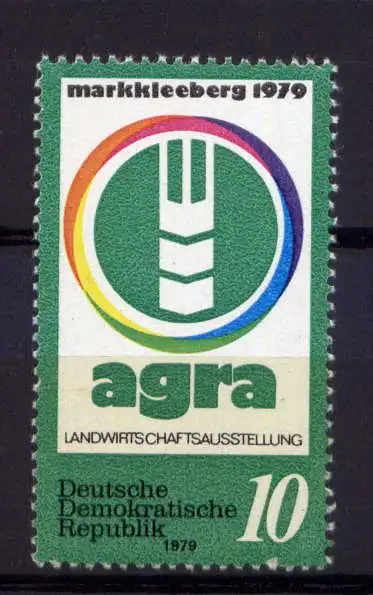 markkleeberg 1979
agra
LANDWIRTSCHAFTSAUSSTELLUNG
Deutsche
Demokratische
Republik
1979
10